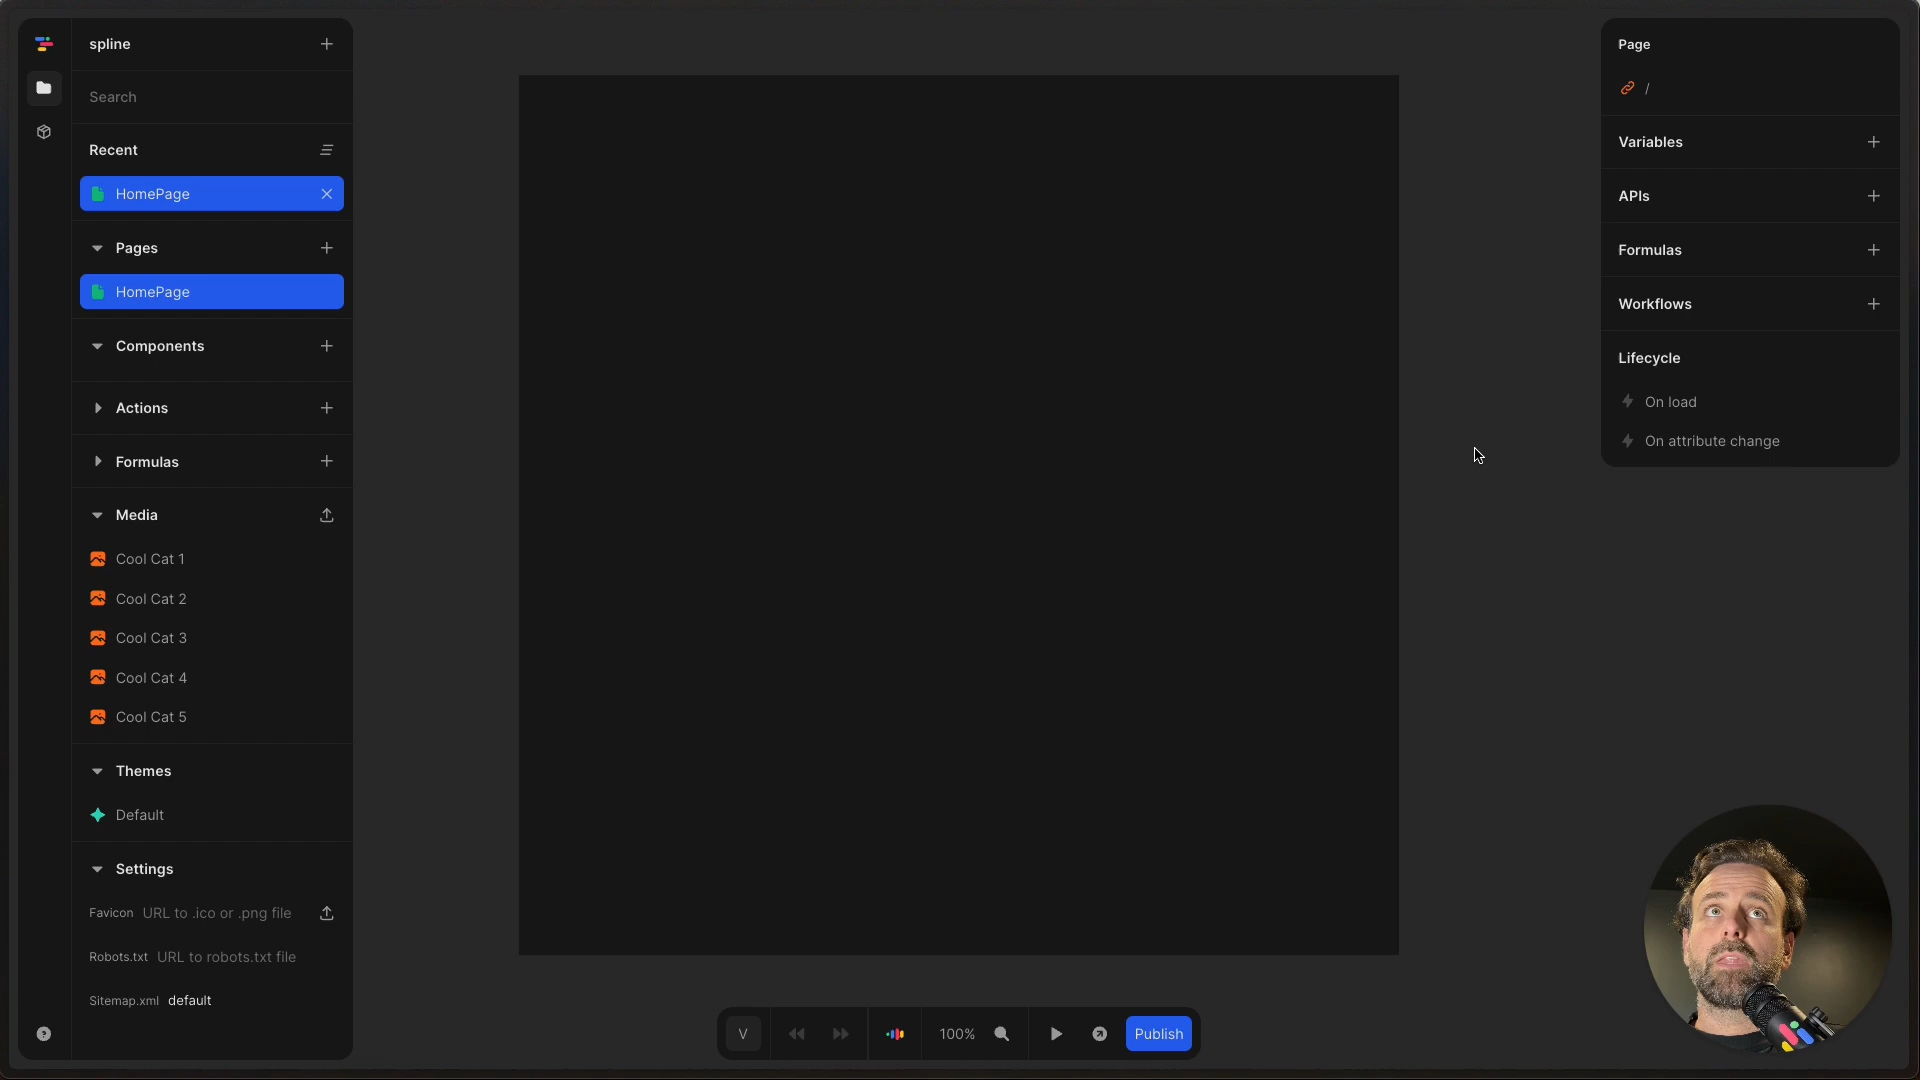 spline
Search
Recent
HomePage
Pages
HomePage
Components
Actions
Formulas
Media
Cool Cat 1
Cool Cat 2
Cool Cat 3
Cool Cat 4
Cool Cat 5
Themes
Default
Settings
Favicon URL to .ico or .png file
Robots.txt URL to robots.txt file
Sitemap.xml default
V 100% Publish
Page
/
Variables
APIs
Formulas
Workflows
Lifecycle
On load
On attribute change